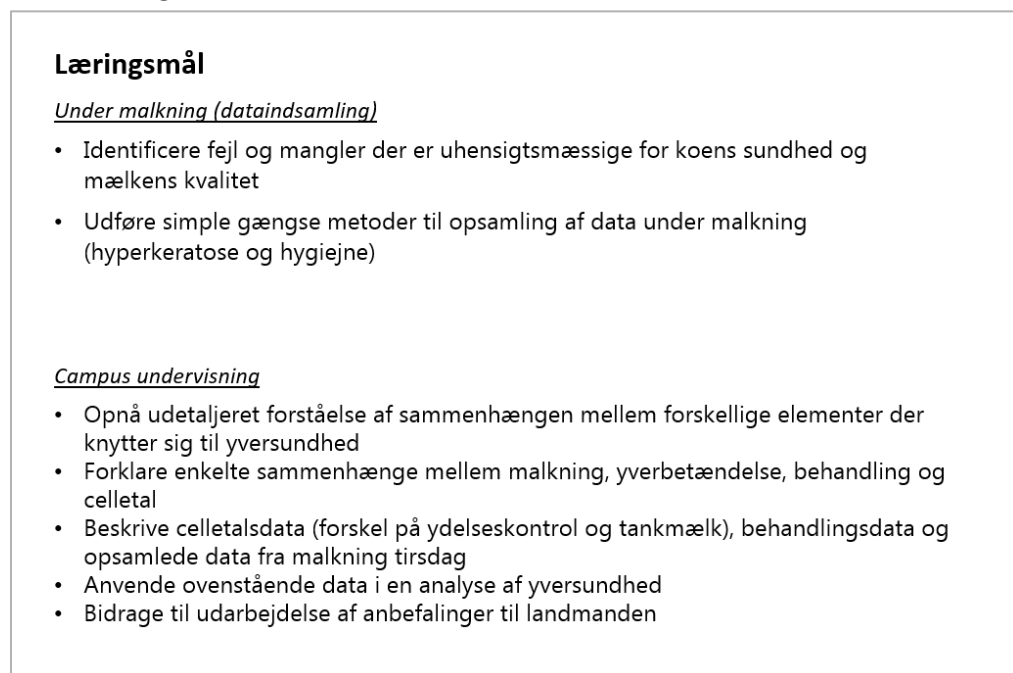 Læringsmål
Under malkning (dataindsamling)
• Identificere fejl og mangler der er uhensigtsmæssige for koens sundhed og
mælkens kvalitet
• Udføre simple gængse metoder til opsamling af data under malkning
(hyperkeratose og hygiejne)
Campus undervisning
• Opnå udetaljeret forståelse af sammenhængen mellem forskellige elementer der
knytter sig til yversundhed
• Forklare enkelte sammenhænge mellem malkning, yverbetændelse, behandling og
celletal
• Beskrive celletalsdata (forskel på ydelseskontrol og tankmælk), behandlingsdata og
opsamlede data fra malkning tirsdag
• Anvende ovenstående data i en analyse af yversundhed
• Bidrage til udarbejdelse af anbefalinger til landmanden